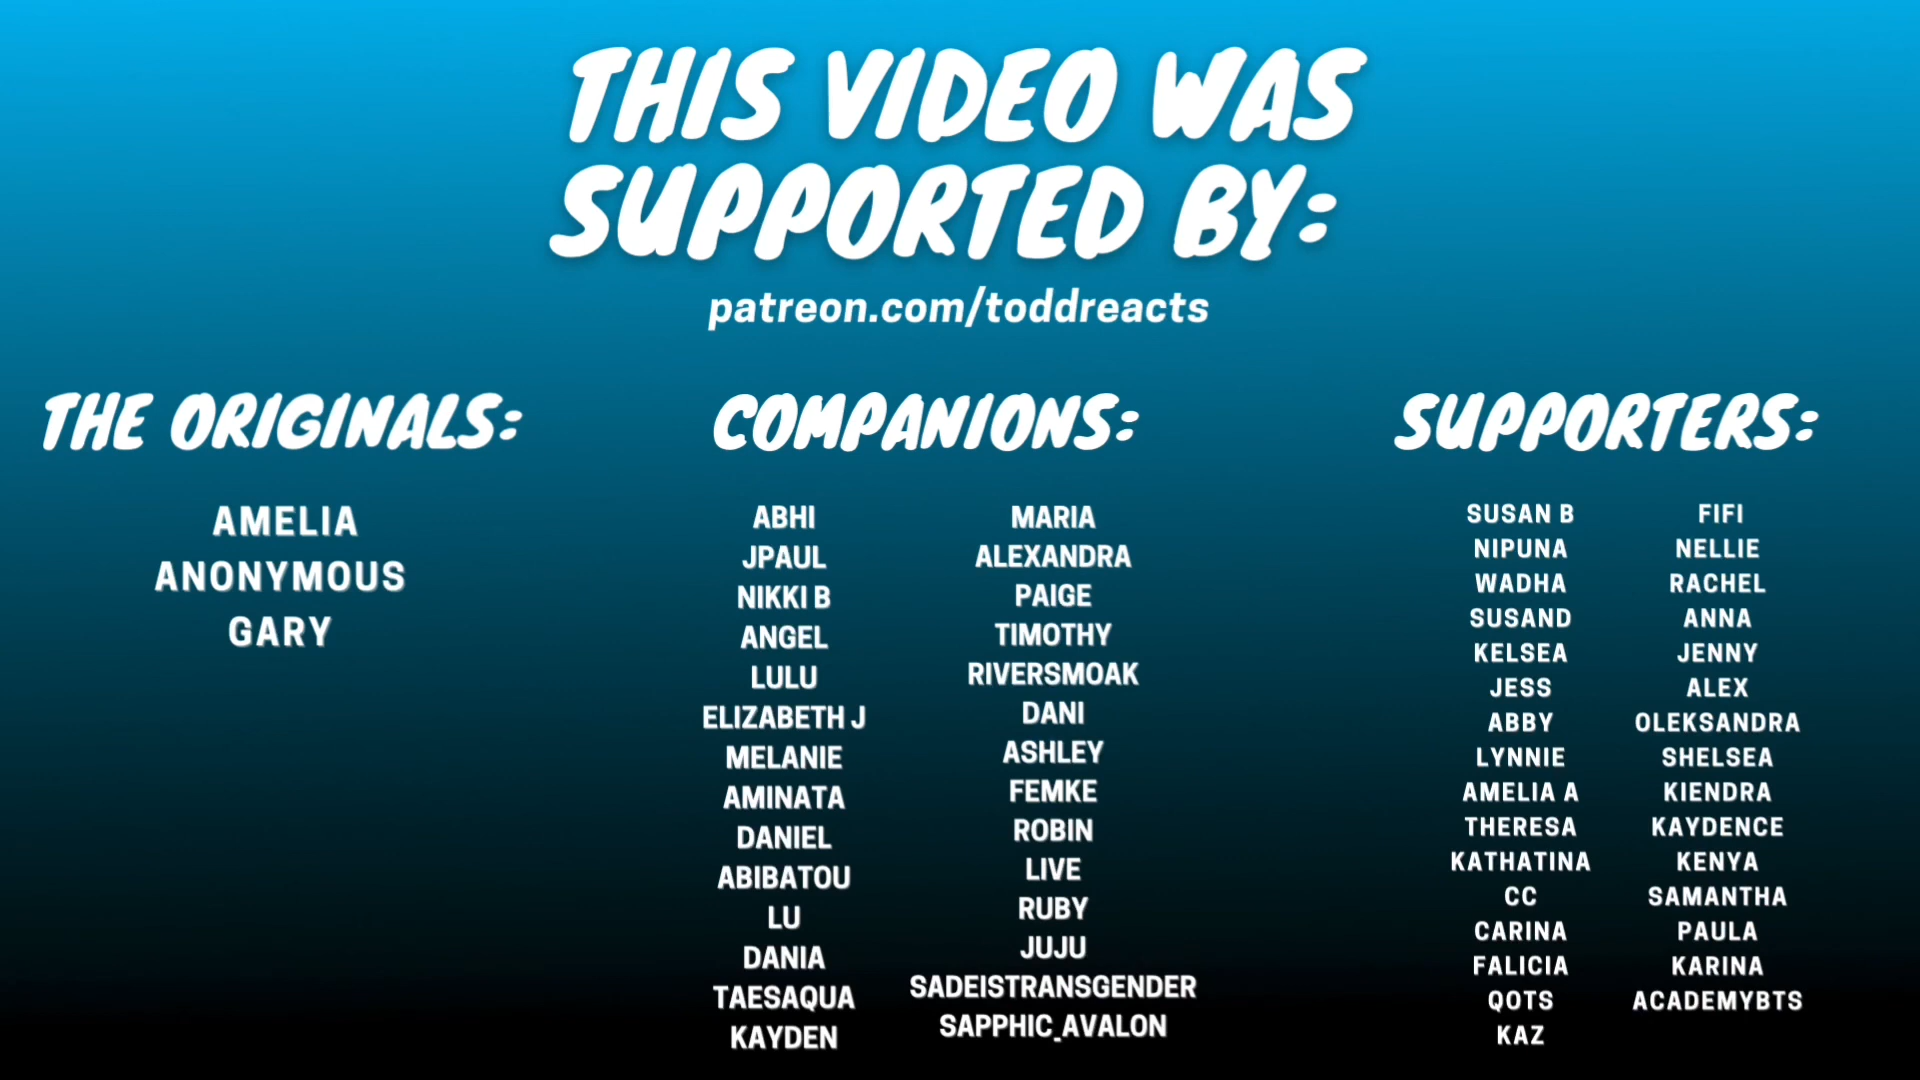 THIS VIDEO WAS
SUPPORTED BY:
patreon.com/toddreacts
THE ORIGINALS:
AMELIA
ANONYMOUS
GARY
COMPANIONS:
ABHI
JPAUL
NIKKI B
ANGEL
LULU
ELIZABETH J
MELANIE
AMINATA
DANIEL
ABIBATOU
LU
DANIA
TAESAQUA
KAYDEN
MARIA
ALEXANDRA
PAIGE
TIMOTHY
RIVERSMOAK
DANI
ASHLEY
FEMKE
ROBIN
LIVE
RUBY
JUJU
SADEISTRANSGENDER
SAPPHIC_AVALON
SUPPORTERS:
SUSAN B
NIPUNA
WADHA
SUSAND
KELSEA
JESS
ABBY
LYNNIE
AMELIA A
THERESA
KATHATINA
CC
CARINA
FALICIA
QOTS
KAZ
FIFI
NELLIE
RACHEL
ANNA
JENNY
ALEX
OLEKSANDRA
SHELSEA
KIENDRA
KAYDENCE
KENYA
SAMANTHA
PAULA
KARINA
ACADEMYBTS